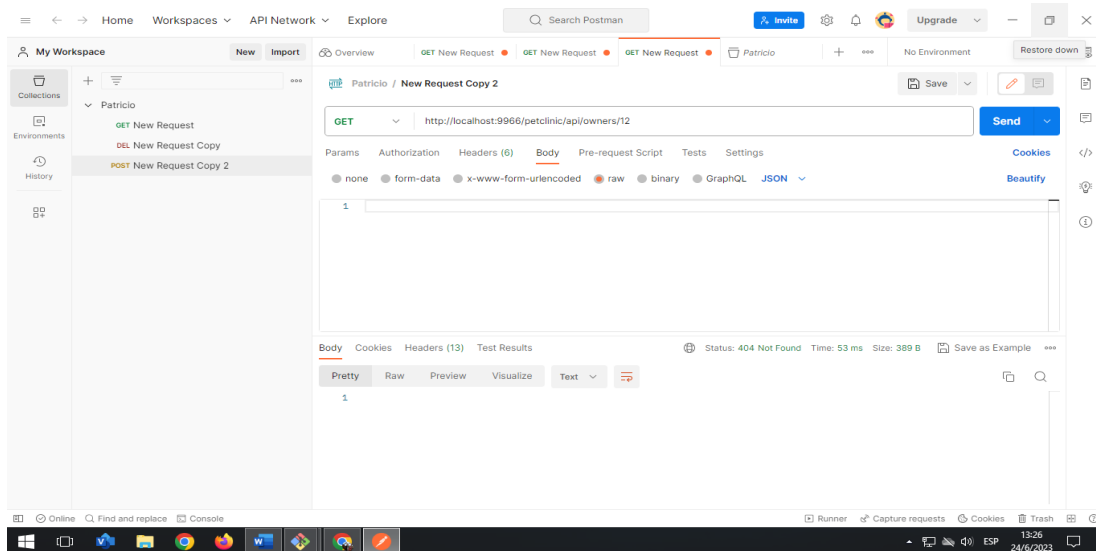 Home Workspaces API Network Explore Search Postman Invite Upgrade
My Workspace New Import Overview GET New Request GET New Request GET New Request Patricio No Environment Restore down
Collections
Environments
History
Patricio
GET New Request
DEL New Request Copy
POST New Request Copy 2
HTTP Patricio / New Request Copy 2 Save
GET http://localhost:9966/petclinic/api/owners/12 Send
Params Authorization Headers (6) Body Pre-request Script Tests Settings Cookies
none form-data x-www-form-urlencoded raw binary GraphQL JSON Beautify
1
Body Cookies Headers (13) Test Results Status: 404 Not Found Time: 53 ms Size: 389 B Save as Example
Pretty Raw Preview Visualize Text
1
Online Find and replace Console Runner Capture requests Cookies Trash
ESP 13:26
24/6/2023